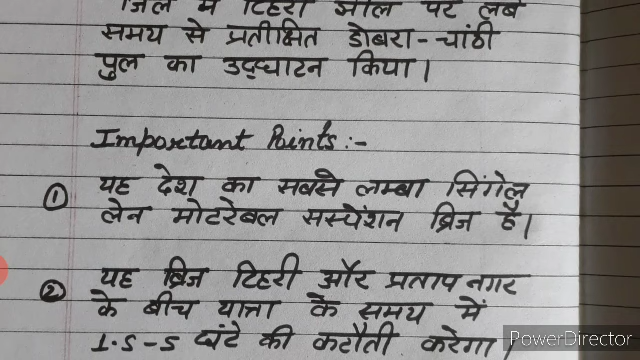 जिले में टिहरी झील पर लंबे
समय से प्रतीक्षित डोबरा-चांठी
पुल का उद्घाटन किया।
Important Points:-
① यह देश का सबसे लम्बा सिंगल
लेन मोटरेबल सस्पेंशन ब्रिज है।
② यह ब्रिज टिहरी और प्रतापनगर
के बीच यात्रा के समय में
1.5-5 घंटे की कटौती करेगा।
PowerDirector